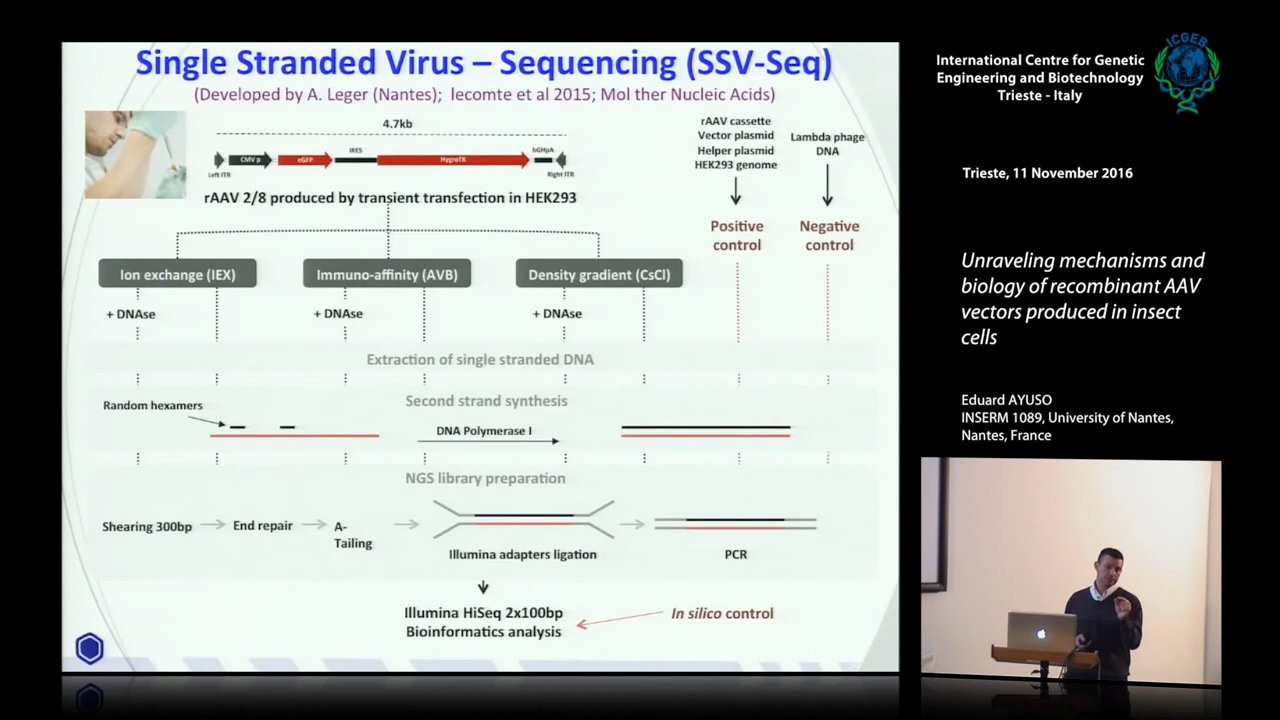 Single Stranded Virus – Sequencing (SSV-Seq)
(Developed by A. Leger (Nantes); lecomte et al 2015; Mol ther Nucleic Acids)
4.7kb
Left ITR
CMV p
eGFP
IRES
HygroTK
bGHpA
Right ITR
rAAV 2/8 produced by transient transfection in HEK293
rAAV cassette
Vector plasmid
Helper plasmid
HEK293 genome
Lambda phage
DNA
Positive
control
Negative
control
Ion exchange (IEX)
Immuno-affinity (AVB)
Density gradient (CsCl)
+ DNAse
+ DNAse
+ DNAse
Extraction of single stranded DNA
Second strand synthesis
Random hexamers
DNA Polymerase I
NGS library preparation
Shearing 300bp
End repair
A-
Tailing
Illumina adapters ligation
PCR
Illumina HiSeq 2x100bp
Bioinformatics analysis
In silico control
International Centre for Genetic
Engineering and Biotechnology
Trieste - Italy
ICGEB
Trieste, 11 November 2016
Unraveling mechanisms and
biology of recombinant AAV
vectors produced in insect
cells
Eduard AYUSO
INSERM 1089, University of Nantes,
Nantes, France